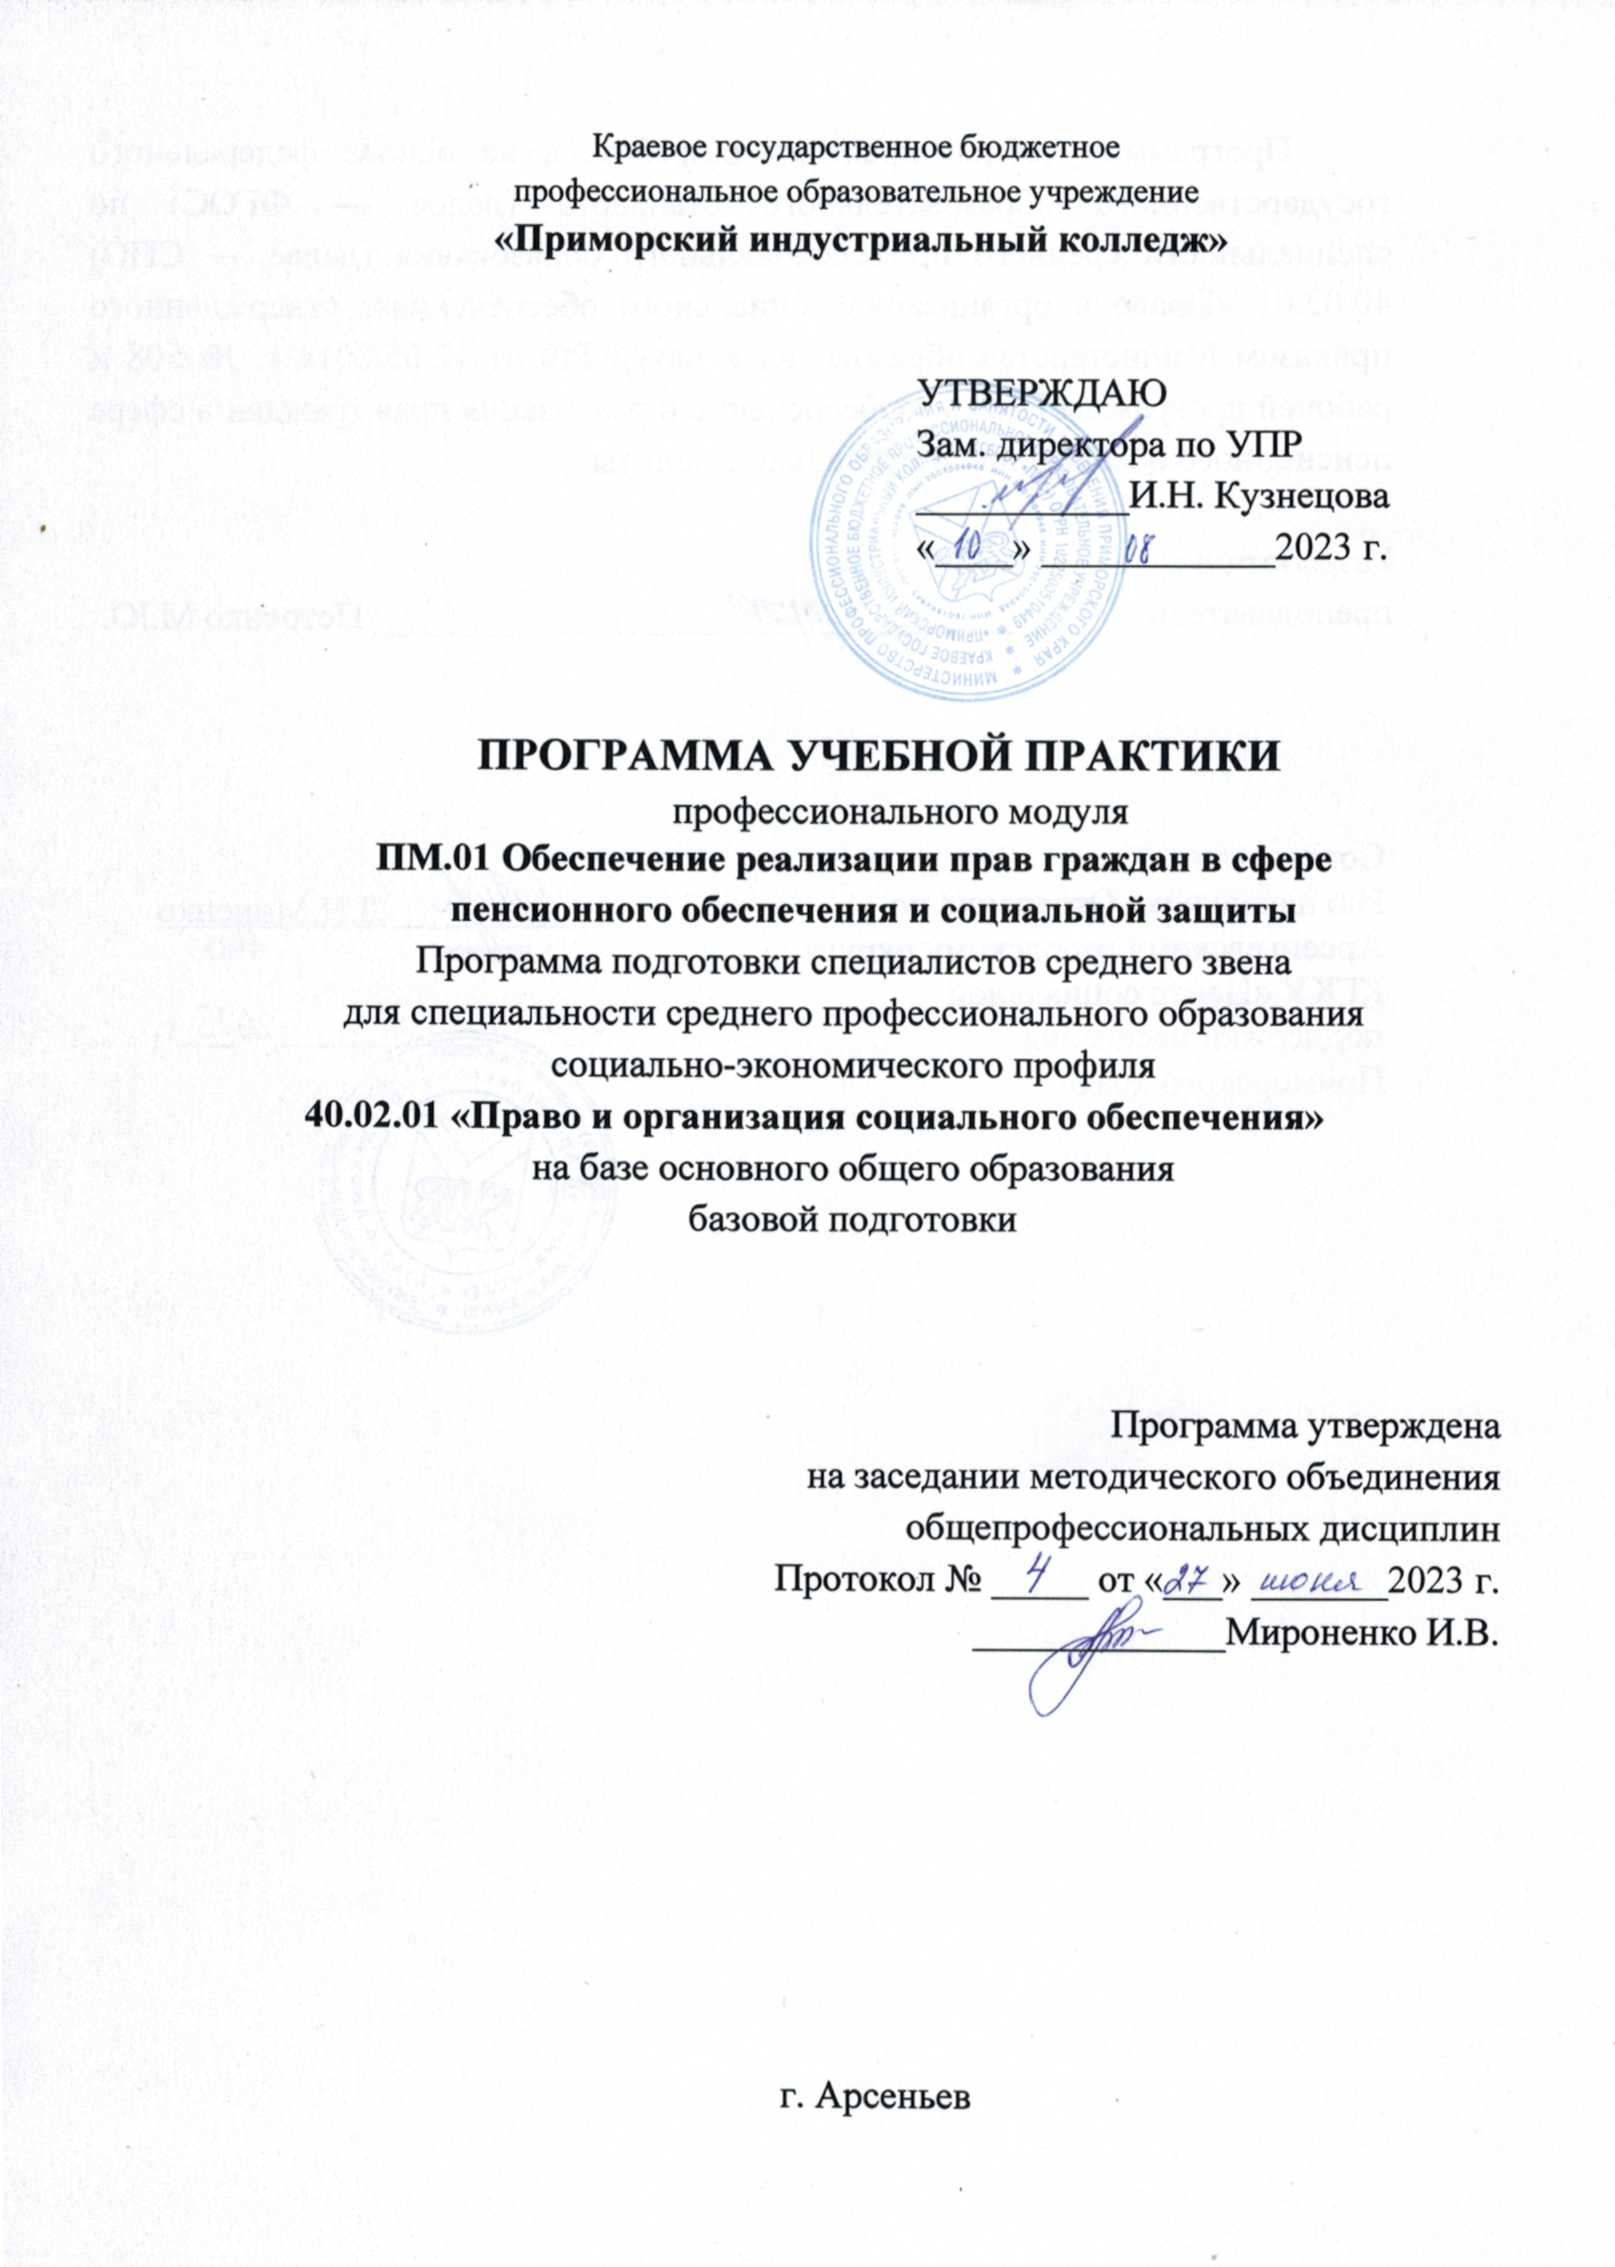 Краевое государственное бюджетное
профессиональное образовательное учреждение
«Приморский индустриальный колледж»
УТВЕРЖДАЮ
Зам. директора по УПР
______________И.Н. Кузнецова
«10» 08 2023 г.
ПРОГРАММА УЧЕБНОЙ ПРАКТИКИ
профессионального модуля
ПМ.01 Обеспечение реализации прав граждан в сфере
пенсионного обеспечения и социальной защиты
Программа подготовки специалистов среднего звена
для специальности среднего профессионального образования
социально-экономического профиля
40.02.01 «Право и организация социального обеспечения»
на базе основного общего образования
базовой подготовки
Программа утверждена
на заседании методического объединения
общепрофессиональных дисциплин
Протокол № 4 от «27» июня 2023 г.
______________Мироненко И.В.
г. Арсеньев